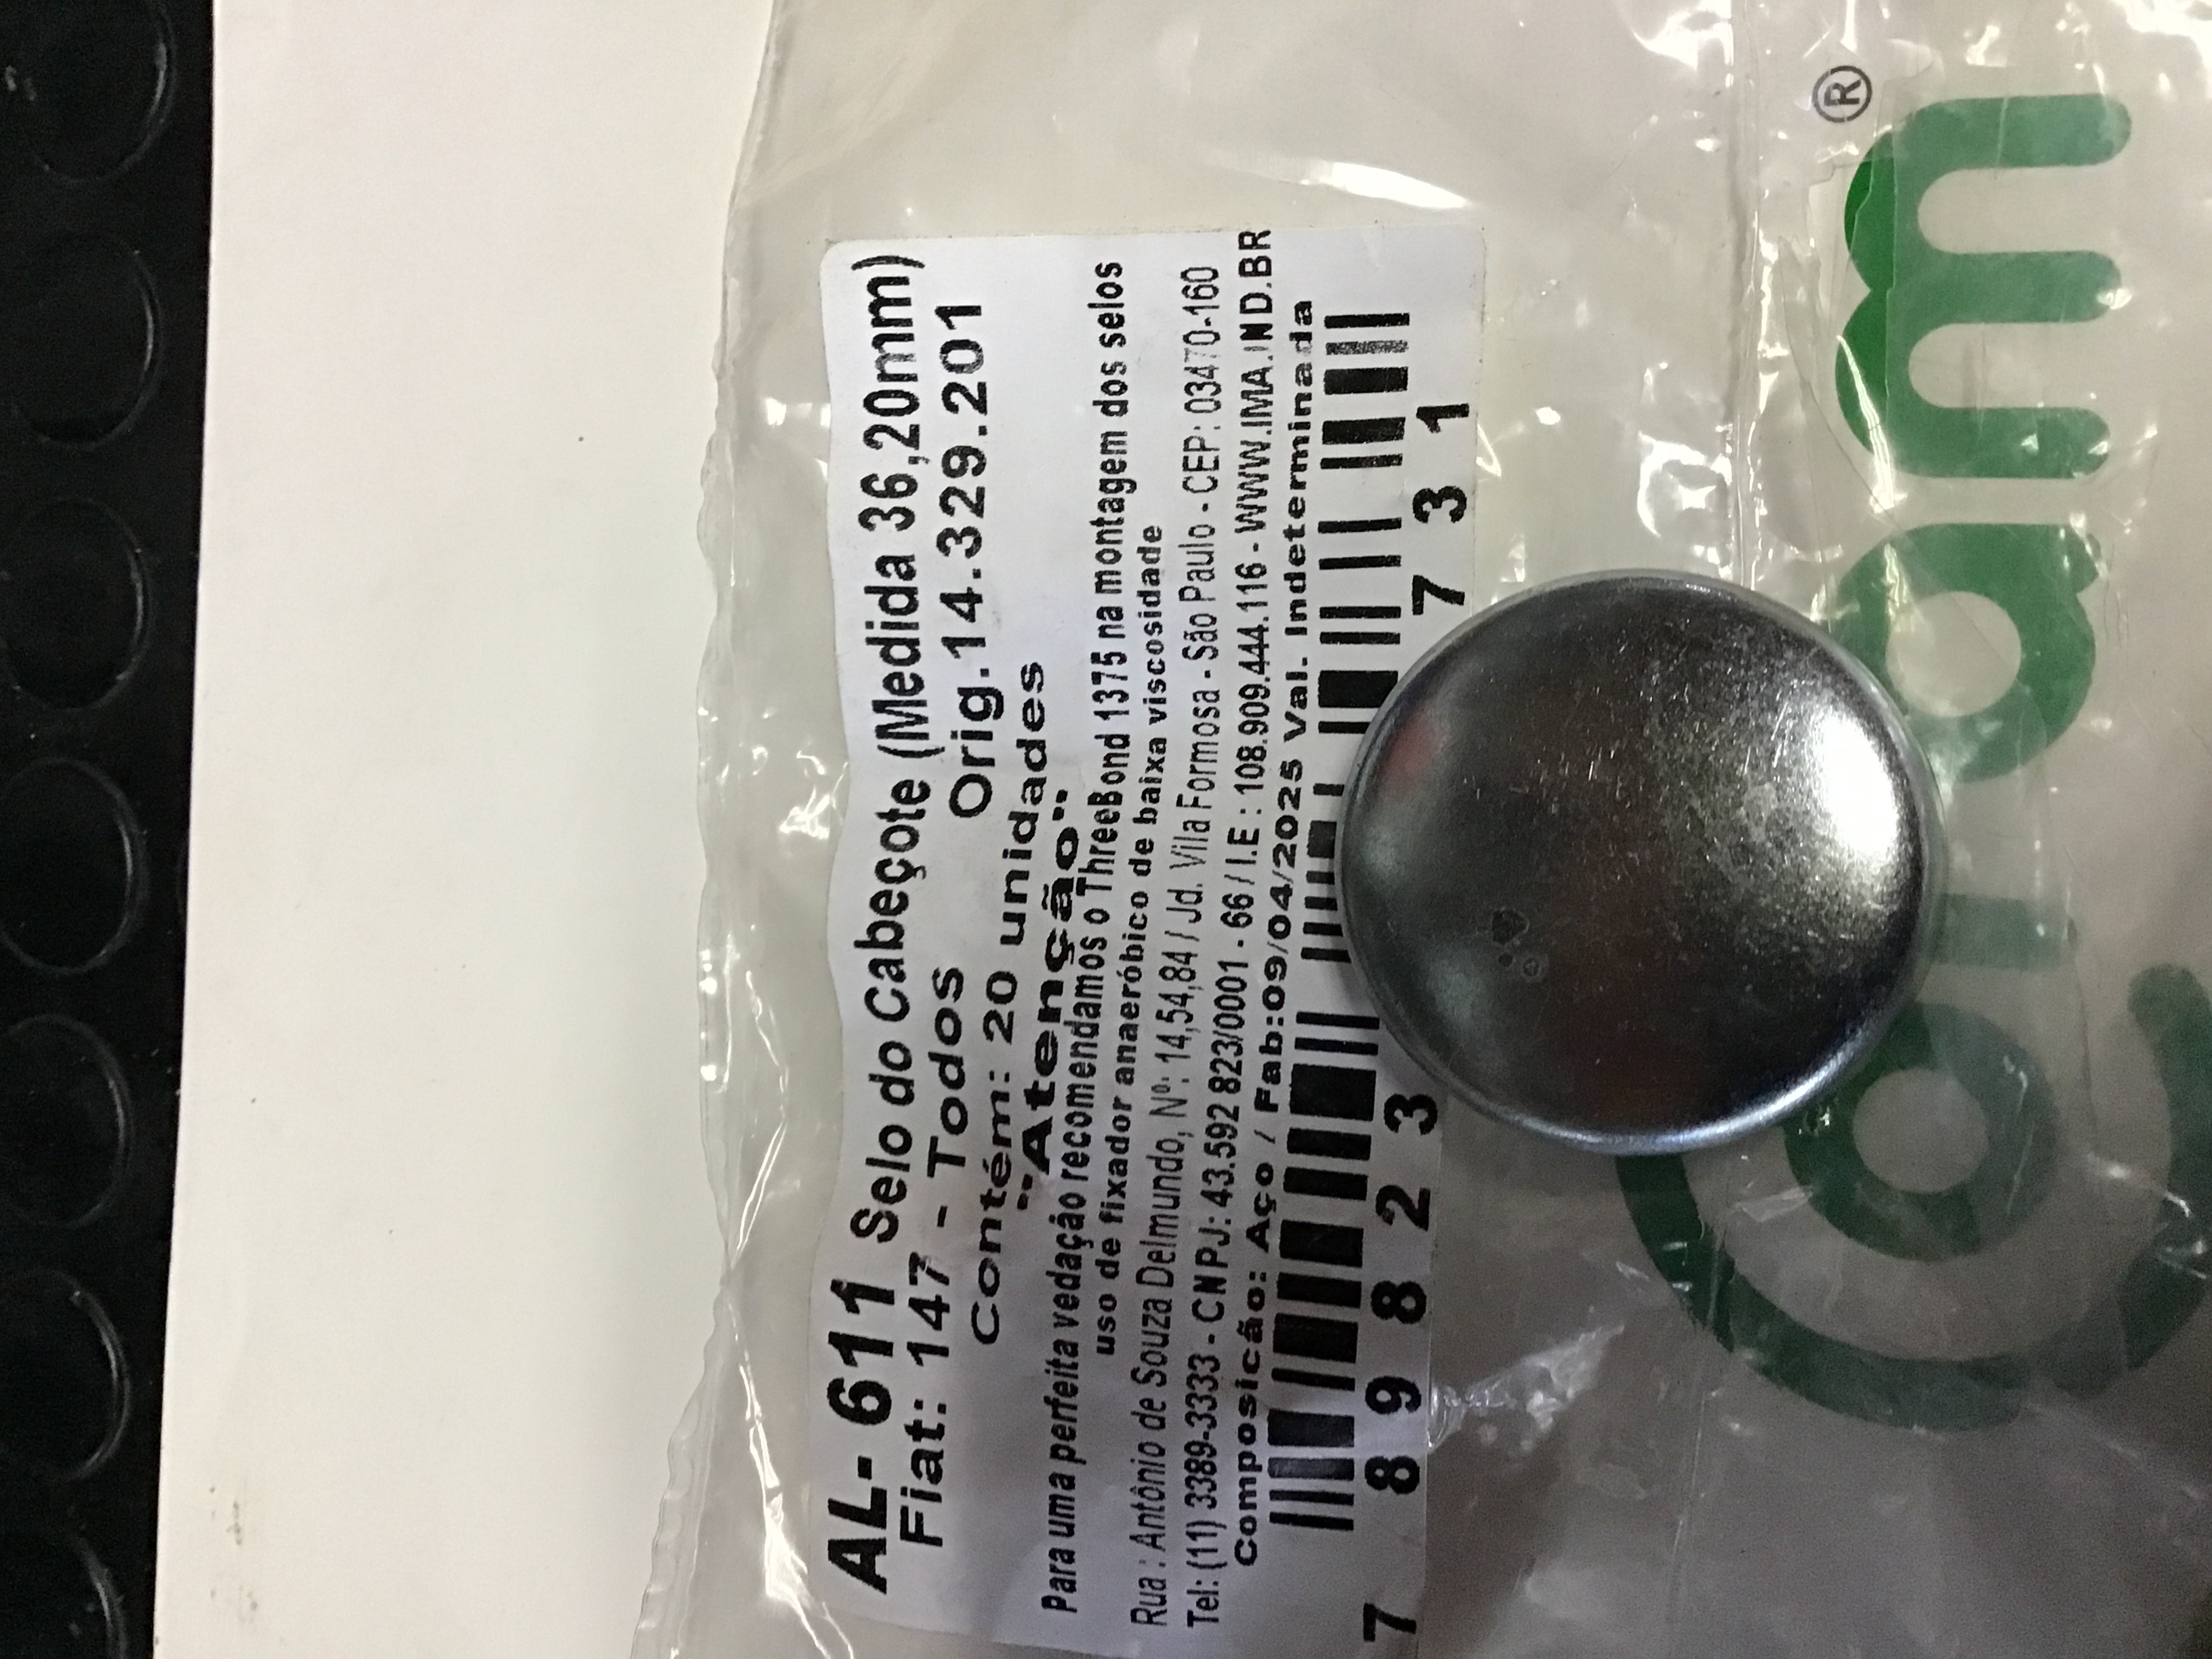 AL- 611 Selo do Cabeçote (Medida 36,20mm)
Fiat: 147 - Todos Orig.14.329.201
Contém: 20 unidades
"Atenção"
Para uma perfeita vedação recomendamos o ThreeBond 1375 na montagem dos selos
uso de fixador anaeróbico de baixa viscosidade
Rua : Antônio de Souza Delmundo, Nº: 14,54,84 / Jd. Vila Formosa - São Paulo - CEP: 03470-160
Tel: (11) 3389-3333 - CNPJ: 43.592 823/0001 - 66 / I.E : 108.909.444.116 - WWW.IMA.IND.BR
Composicão: Aço / Fab:09/04/2025 Val. Indeterminada
7 89823 731
®